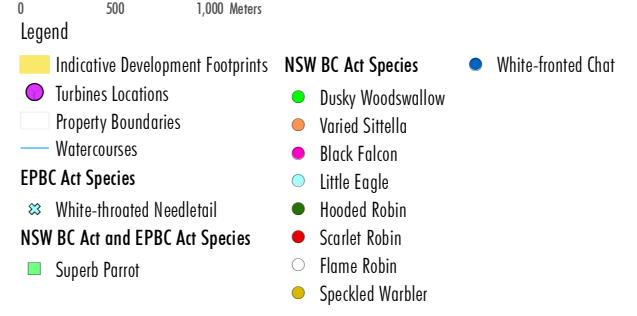 0 500 1,000 Meters
Legend
Indicative Development Footprints
Turbines Locations
Property Boundaries
Watercourses
EPBC Act Species
White-throated Needletail
NSW BC Act and EPBC Act Species
Superb Parrot
NSW BC Act Species
Dusky Woodswallow
Varied Sittella
Black Falcon
Little Eagle
Hooded Robin
Scarlet Robin
Flame Robin
Speckled Warbler
White-fronted Chat